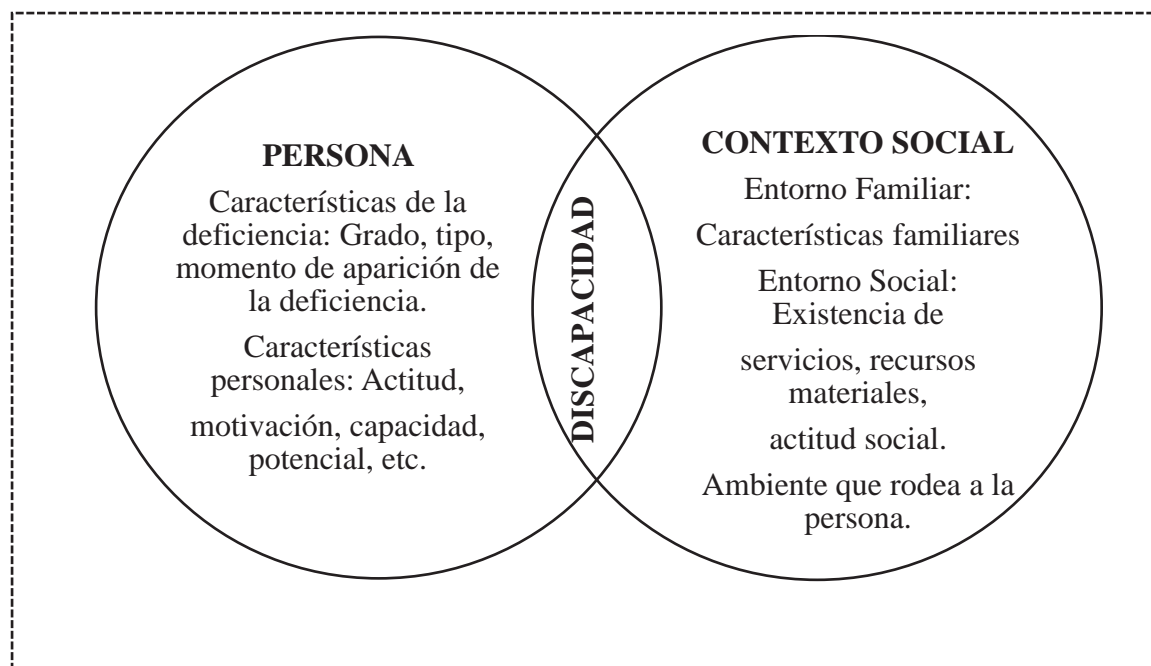 PERSONA
Características de la
deficiencia: Grado, tipo,
momento de aparición de
la deficiencia.
Características
personales: Actitud,
motivación, capacidad,
potencial, etc.
DISCAPACIDAD
CONTEXTO SOCIAL
Entorno Familiar:
Características familiares
Entorno Social:
Existencia de
servicios, recursos
materiales,
actitud social.
Ambiente que rodea a la
persona.